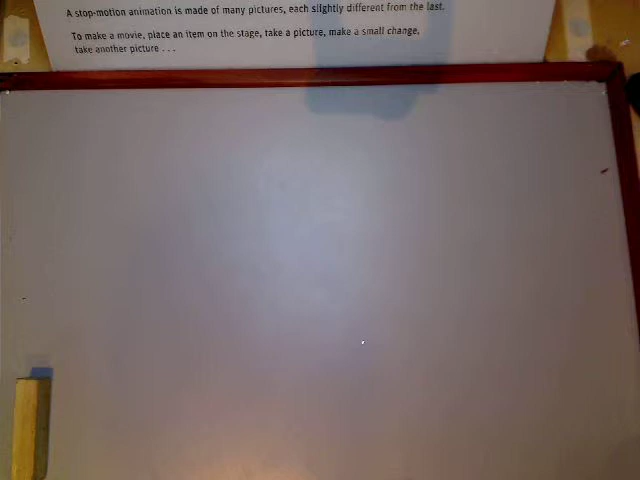 A stop-motion animation is made of many pictures, each slightly different from the last.
To make a movie, place an item on the stage, take a picture, make a small change,
take another picture . . .